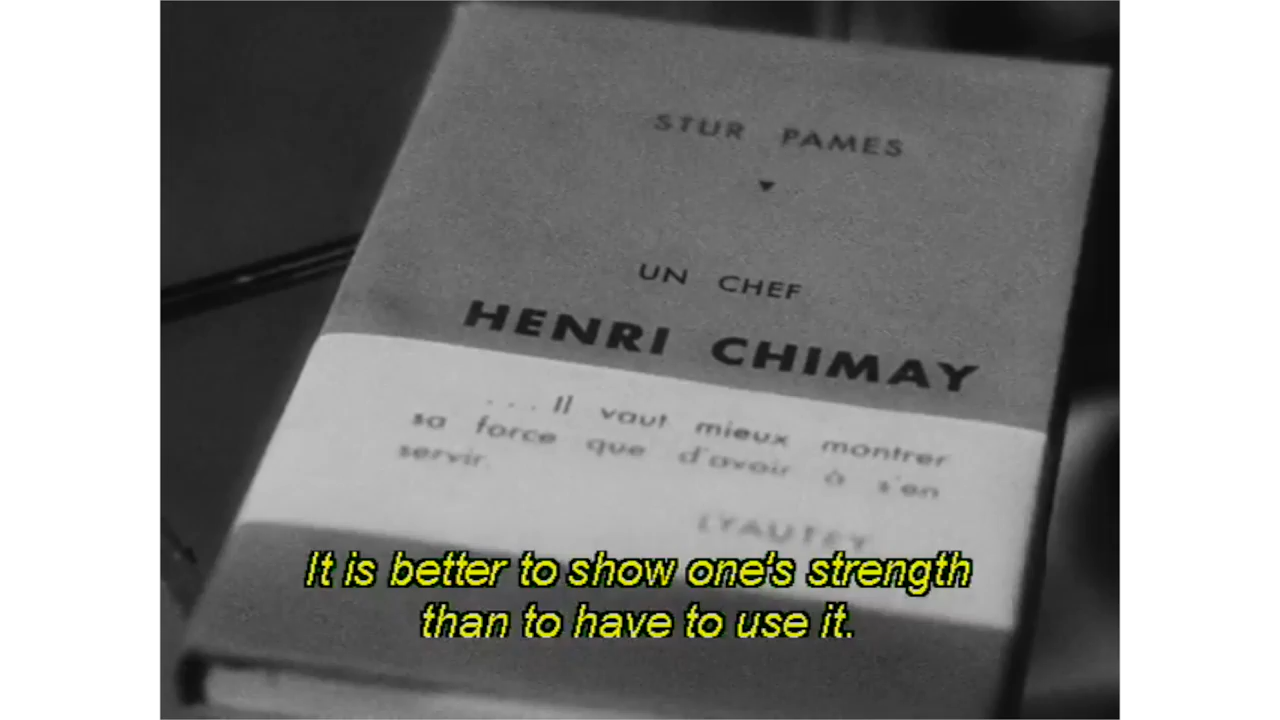 STUR PAMES
UN CHEF
HENRI CHIMAY
...Il vaut mieux montrer
sa force que d'avoir à s'en
servir.
LYAUTEY
It is better to show one's strength
than to have to use it.